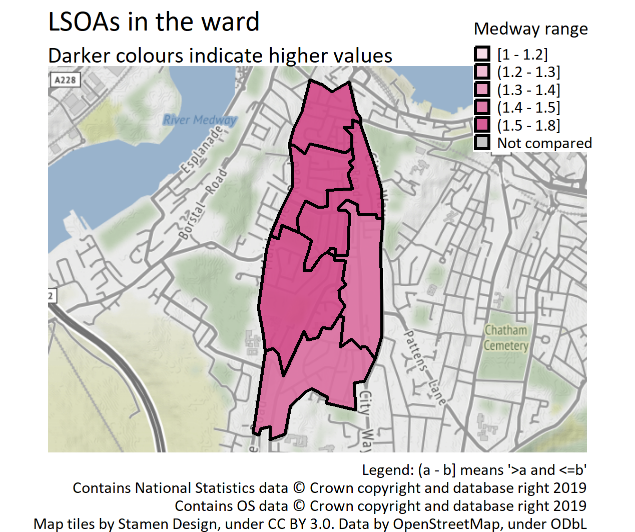 LSOAs in the ward
Darker colours indicate higher values
Medway range
[1 - 1.2]
(1.2 - 1.3]
(1.3 - 1.4]
(1.4 - 1.5]
(1.5 - 1.8]
Not compared
A228
River Medway
Esplanade
Borstal - Road
2
Chatham
Cemetery
Pattens - Lane
City - Way
Legend: (a - b] means '>a and <=b'
Contains National Statistics data © Crown copyright and database right 2019
Contains OS data © Crown copyright and database right 2019
Map tiles by Stamen Design, under CC BY 3.0. Data by OpenStreetMap, under ODbL